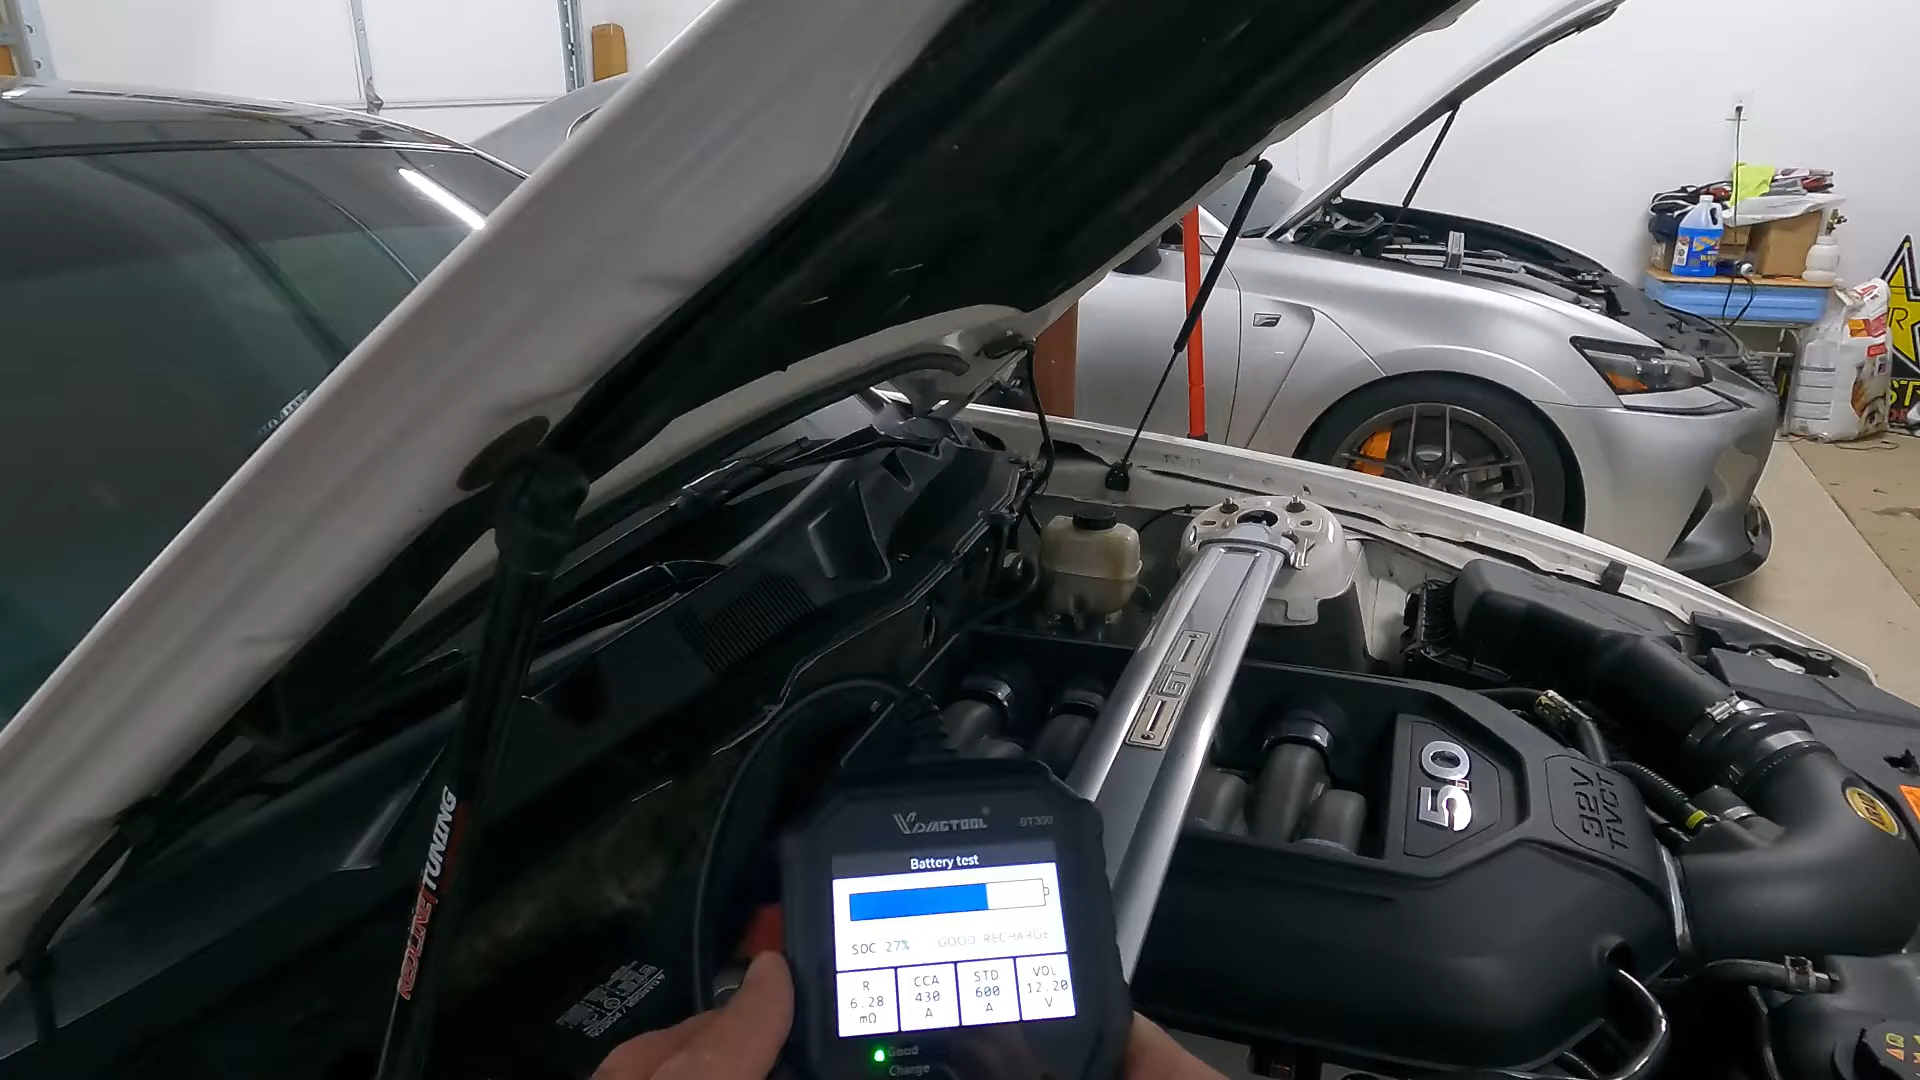 VDIAGTOOL
BT300
Battery test
SOC 27% GOOD RECHARGE
R
6.28
mΩ
CCA
430
A
STD
600
A
VOL
12.20
V
Good
Charge
GT
5.0
32V
TiVCT
REDLINE TUNING